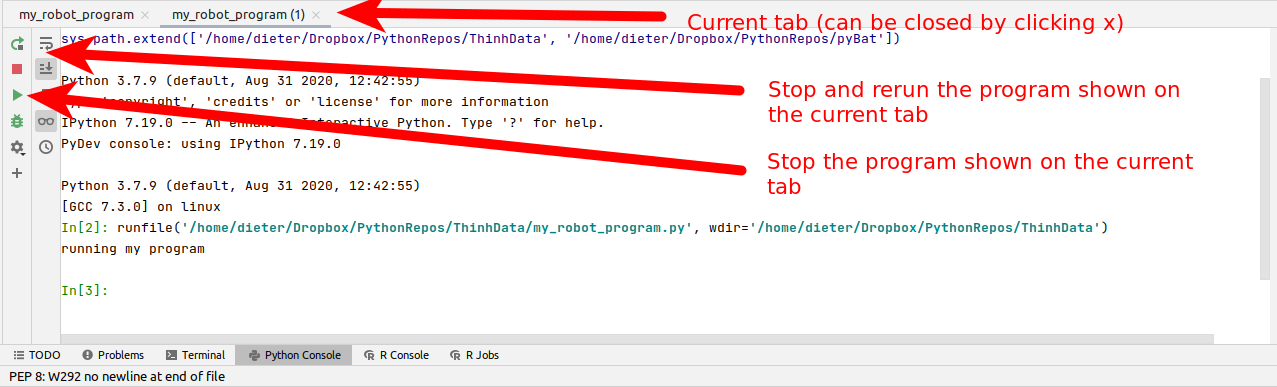 my_robot_program
my_robot_program (1)
Current tab (can be closed by clicking x)
sys.path.extend(['/home/dieter/Dropbox/PythonRepos/ThinhData', '/home/dieter/Dropbox/PythonRepos/pyBat'])
Python 3.7.9 (default, Aug 31 2020, 12:42:55)
Stop and rerun the program shown on
the current tab
'copyright', 'credits' or 'license' for more information
IPython 7.19.0 -- An enhanced Interactive Python. Type '?' for help.
PyDev console: using IPython 7.19.0
Stop the program shown on the current
tab
Python 3.7.9 (default, Aug 31 2020, 12:42:55)
[GCC 7.3.0] on linux
In[2]: runfile('/home/dieter/Dropbox/PythonRepos/ThinhData/my_robot_program.py', wdir='/home/dieter/Dropbox/PythonRepos/ThinhData')
running my program
In[3]:
TODO
Problems
Terminal
Python Console
R Console
R Jobs
PEP 8: W292 no newline at end of file